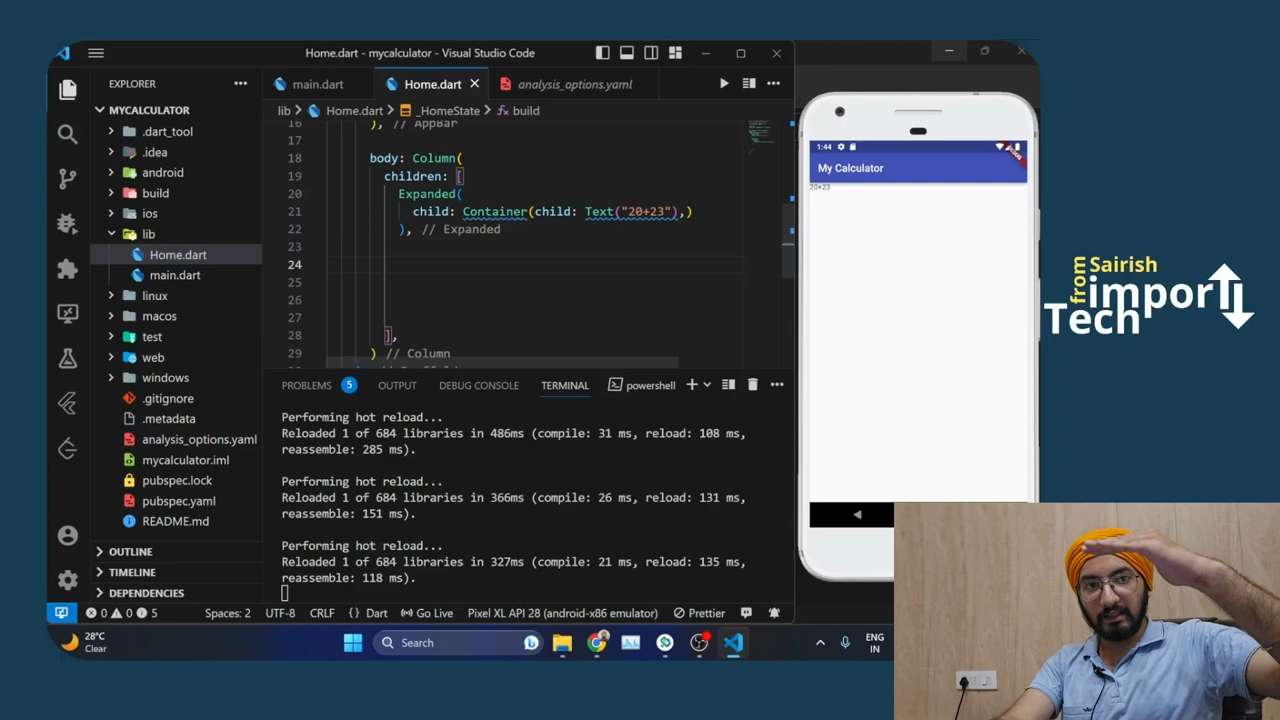 Home.dart - mycalculator - Visual Studio Code
EXPLORER
MYCALCULATOR
.dart_tool
.idea
android
build
ios
lib
Home.dart
main.dart
linux
macos
test
web
windows
.gitignore
.metadata
analysis_options.yaml
mycalculator.iml
pubspec.lock
pubspec.yaml
README.md
OUTLINE
TIMELINE
DEPENDENCIES
main.dart
Home.dart
analysis_options.yaml
lib > Home.dart > _HomeState > build
16 ), // AppBar
17
18 body: Column(
19 children: [
20 Expanded(
21 child: Container(child: Text("20+23"),)
22 ), // Expanded
23
24
25
26
27
28 ],
29 ) // Column
PROBLEMS 5 OUTPUT DEBUG CONSOLE TERMINAL powershell
Performing hot reload...
Reloaded 1 of 684 libraries in 486ms (compile: 31 ms, reload: 108 ms,
reassemble: 285 ms).
Performing hot reload...
Reloaded 1 of 684 libraries in 366ms (compile: 26 ms, reload: 131 ms,
reassemble: 151 ms).
Performing hot reload...
Reloaded 1 of 684 libraries in 327ms (compile: 21 ms, reload: 135 ms,
reassemble: 118 ms).
0 0 5 Spaces: 2 UTF-8 CRLF {} Dart Go Live Pixel XL API 28 (android-x86 emulator) Prettier
28°C
Clear
Search
ENG
IN
1:44
My Calculator
20+23
from
Sairish
import
Tech